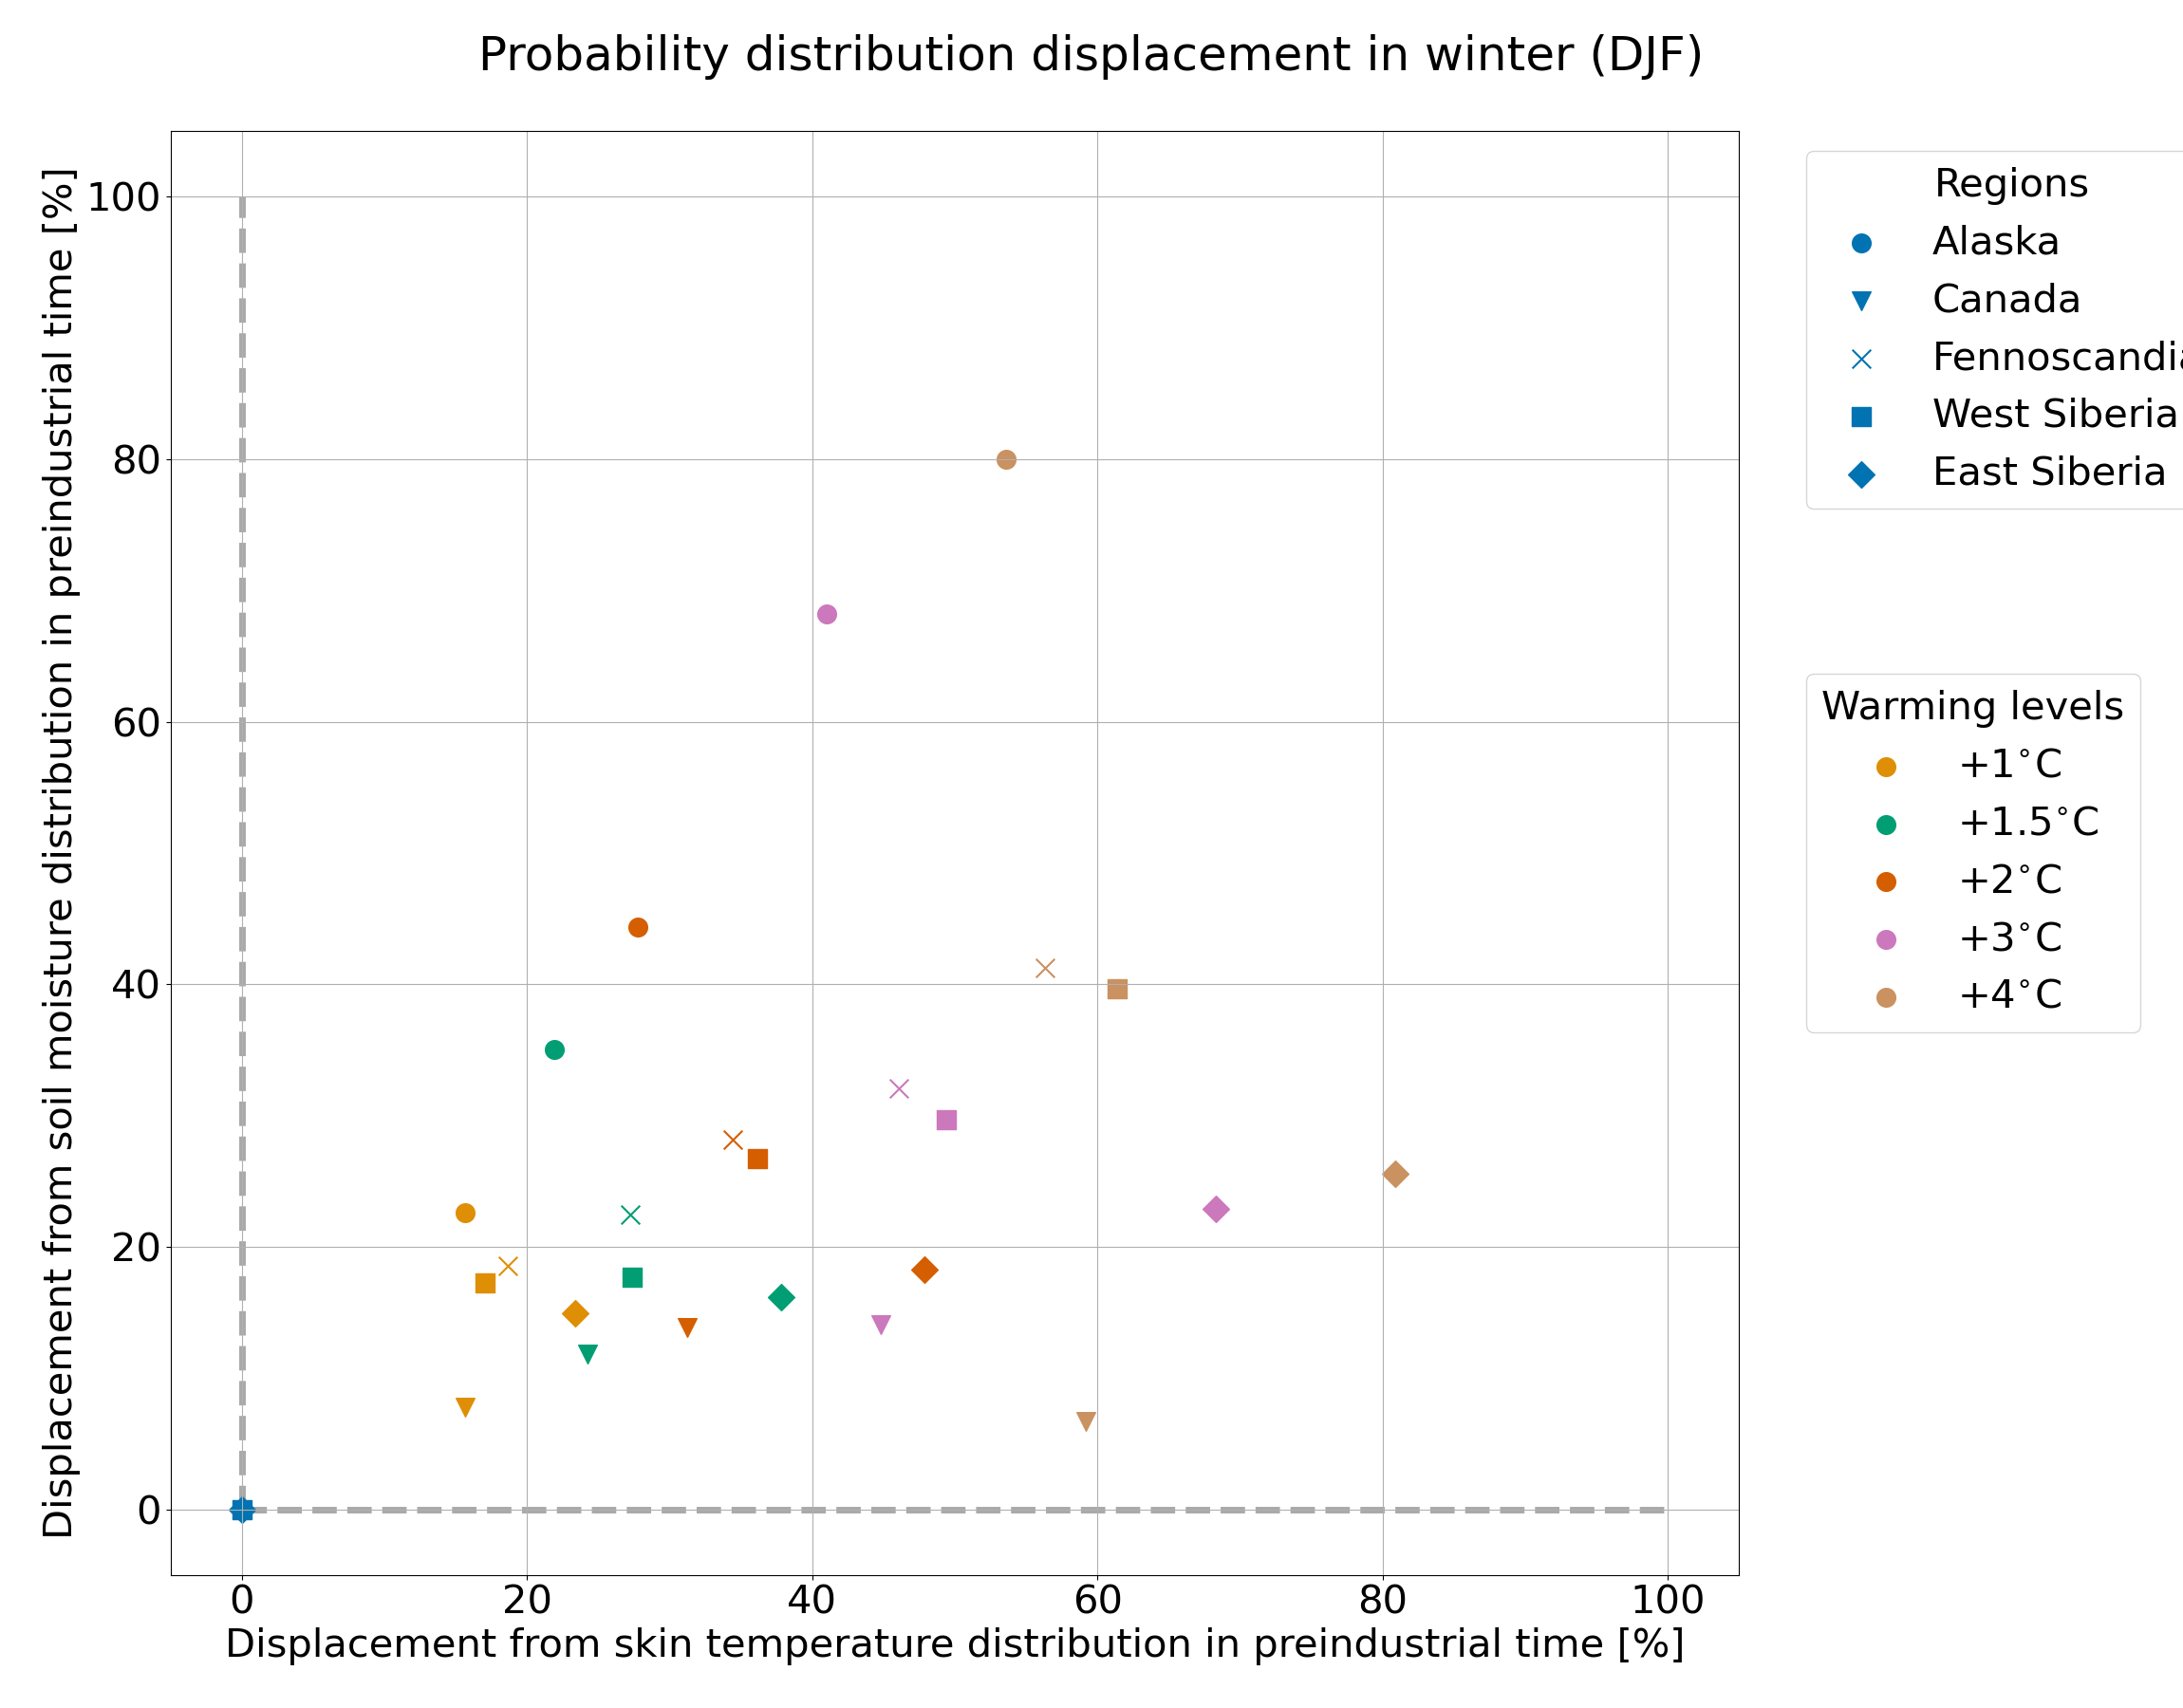 Probability distribution displacement in winter (DJF)
Displacement from soil moisture distribution in preindustrial time [%]
100
80
60
40
20
0
0 20 40 60 80 100
Displacement from skin temperature distribution in preindustrial time [%]
Regions
Alaska
Canada
Fennoscandia
West Siberia
East Siberia
Warming levels
+1°C
+1.5°C
+2°C
+3°C
+4°C